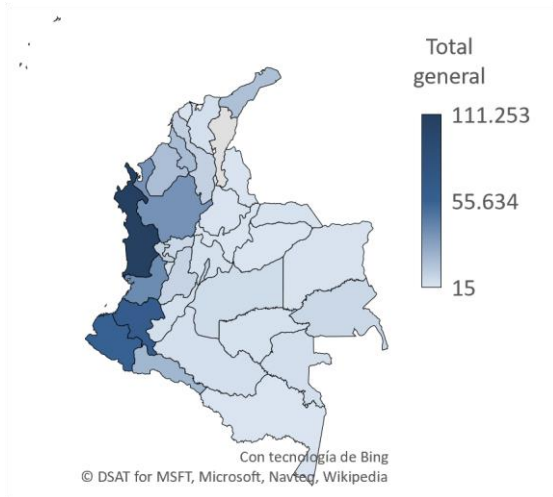 Total
general
111.253
55.634
15
Con tecnología de Bing
© DSAT for MSFT, Microsoft, Navteq, Wikipedia